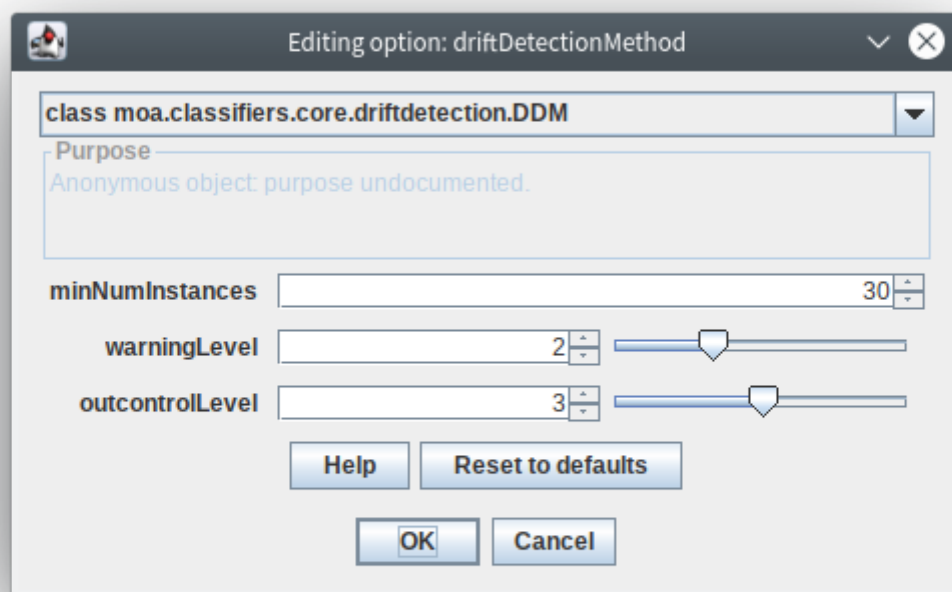 Editing option: driftDetectionMethod
class moa.classifiers.core.driftdetection.DDM
Purpose
Anonymous object: purpose undocumented.
minNumInstances 30
warningLevel 2
outcontrolLevel 3
Help Reset to defaults
OK Cancel